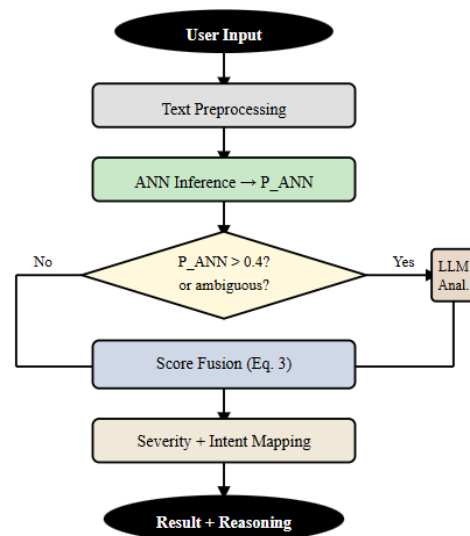 User Input
Text Preprocessing
ANN Inference → P_ANN
No
P_ANN > 0.4?
or ambiguous?
Yes
LLM
Anal.
Score Fusion (Eq. 3)
Severity + Intent Mapping
Result + Reasoning